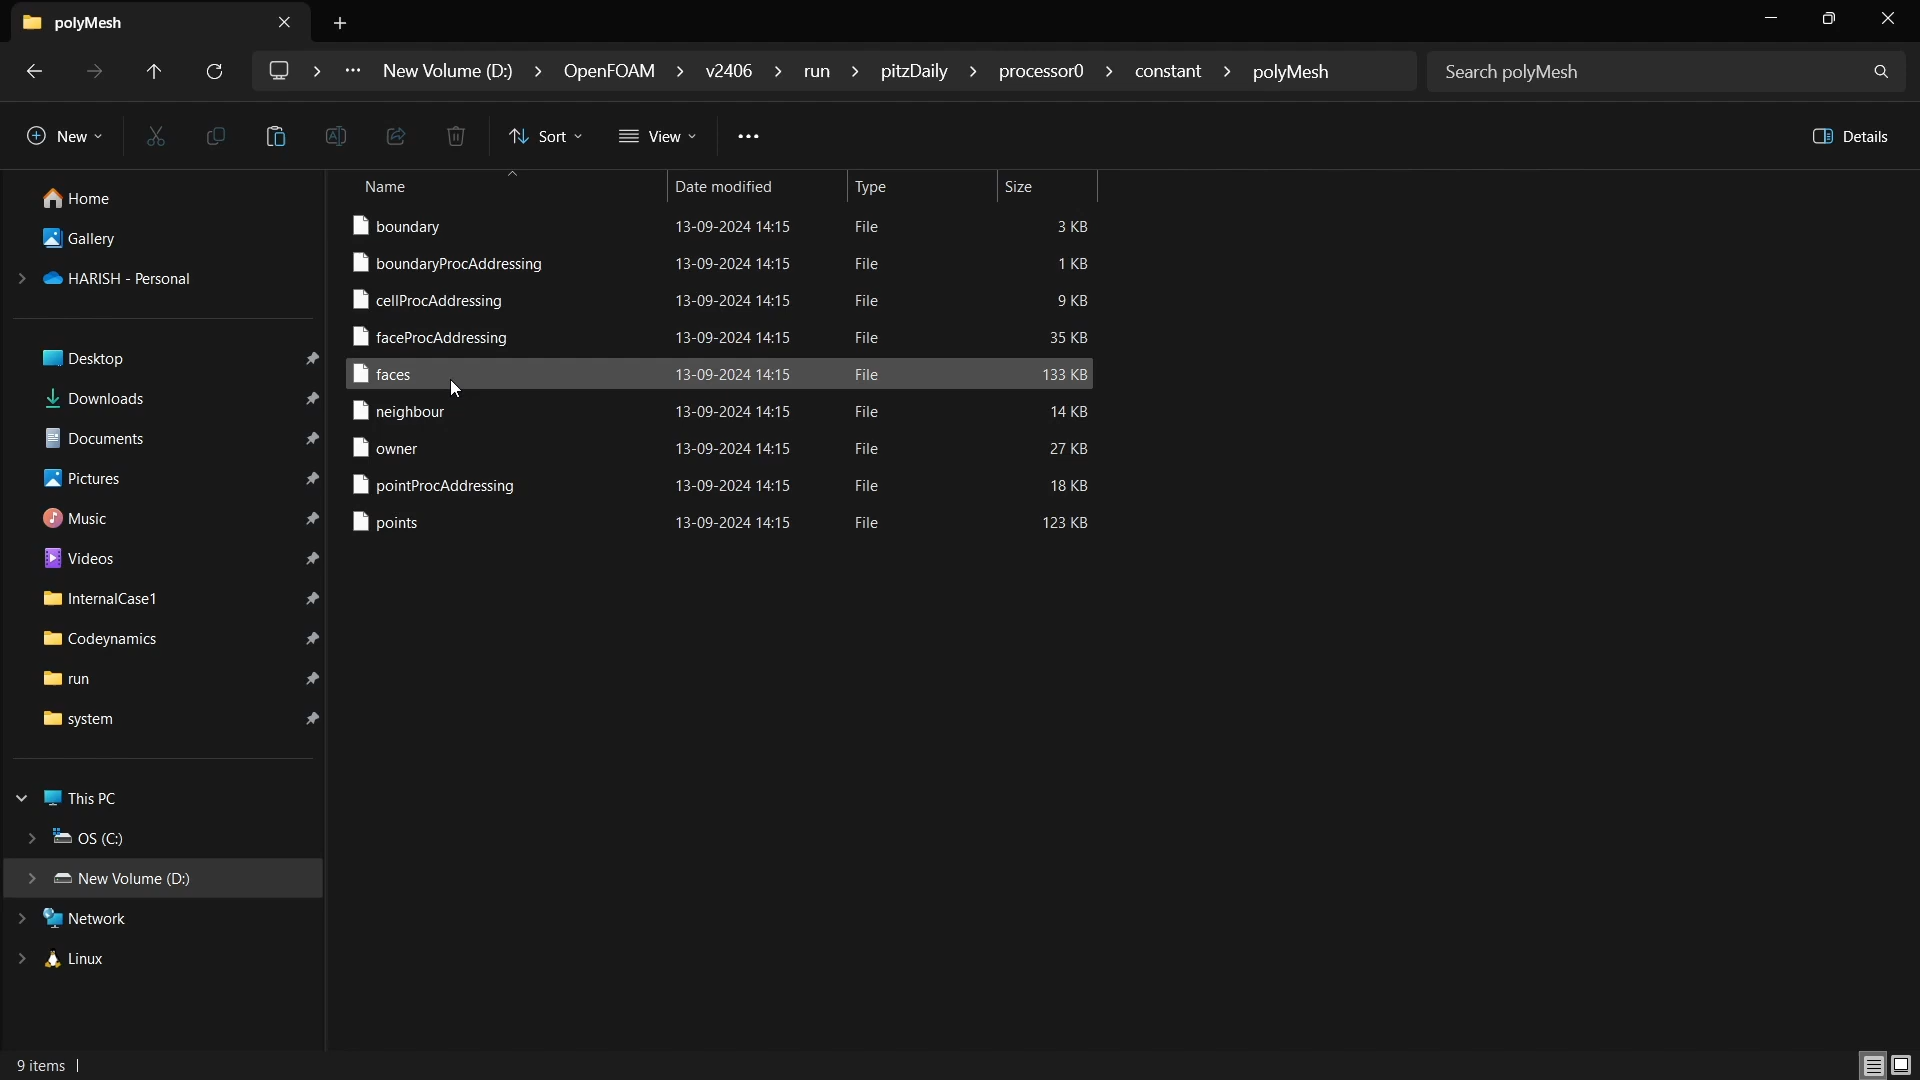 polyMesh
New Volume (D:) OpenFOAM v2406 run pitzDaily processor0 constant polyMesh
Search polyMesh
New Sort View Details
Home
Gallery
HARISH - Personal
Desktop
Downloads
Documents
Pictures
Music
Videos
InternalCase1
Codeynamics
run
system
This PC
OS (C:)
New Volume (D:)
Network
Linux
Name Date modified Type Size
boundary 13-09-2024 14:15 File 3 KB
boundaryProcAddressing 13-09-2024 14:15 File 1 KB
cellProcAddressing 13-09-2024 14:15 File 9 KB
faceProcAddressing 13-09-2024 14:15 File 35 KB
faces 13-09-2024 14:15 File 133 KB
neighbour 13-09-2024 14:15 File 14 KB
owner 13-09-2024 14:15 File 27 KB
pointProcAddressing 13-09-2024 14:15 File 18 KB
points 13-09-2024 14:15 File 123 KB
9 items